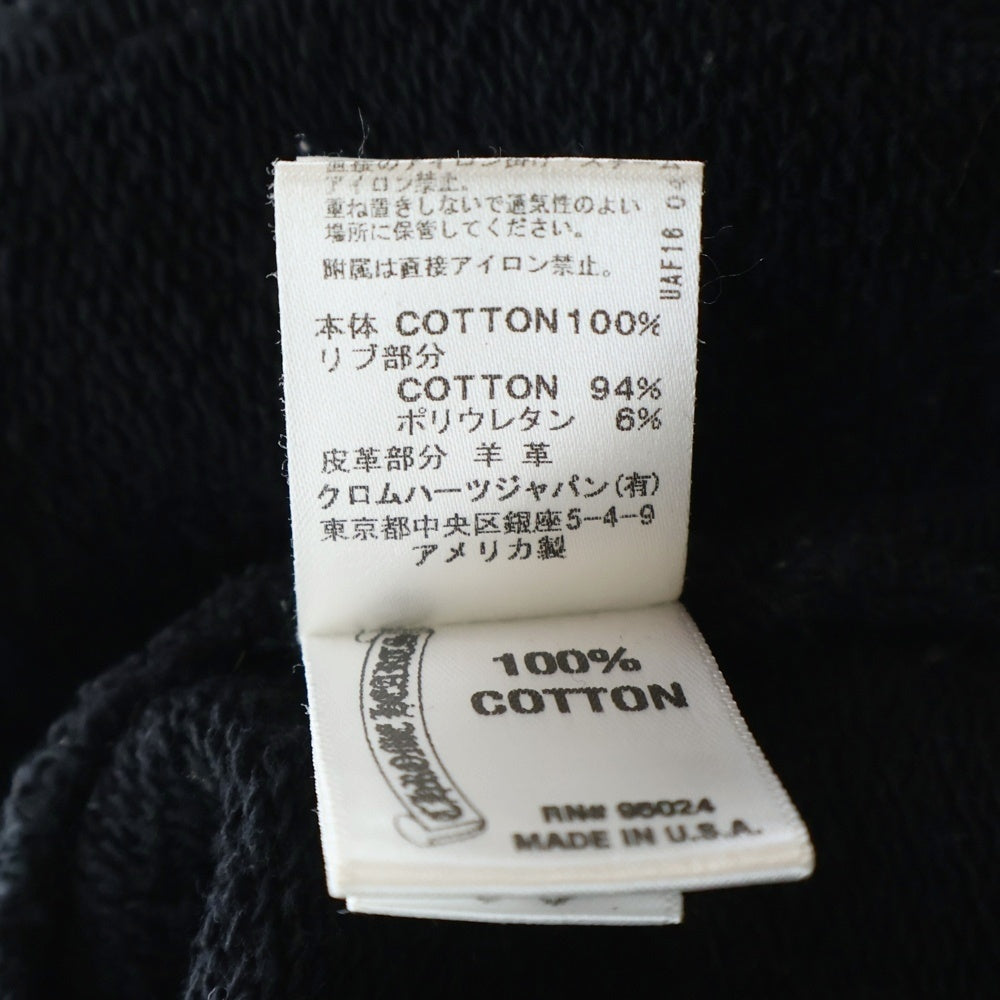 アイロン禁止。
重ね置きしないで通気性のよい
場所に保管してください。
附属は直接アイロン禁止。
UAF16
本体 COTTON 100%
リブ部分
COTTON 94%
ポリウレタン 6%
皮革部分 羊革
クロムハーツジャパン(有)
東京都中央区銀座5-4-9
アメリカ製
CHROME HEARTS
100%
COTTON
RN# 95024
MADE IN U.S.A.